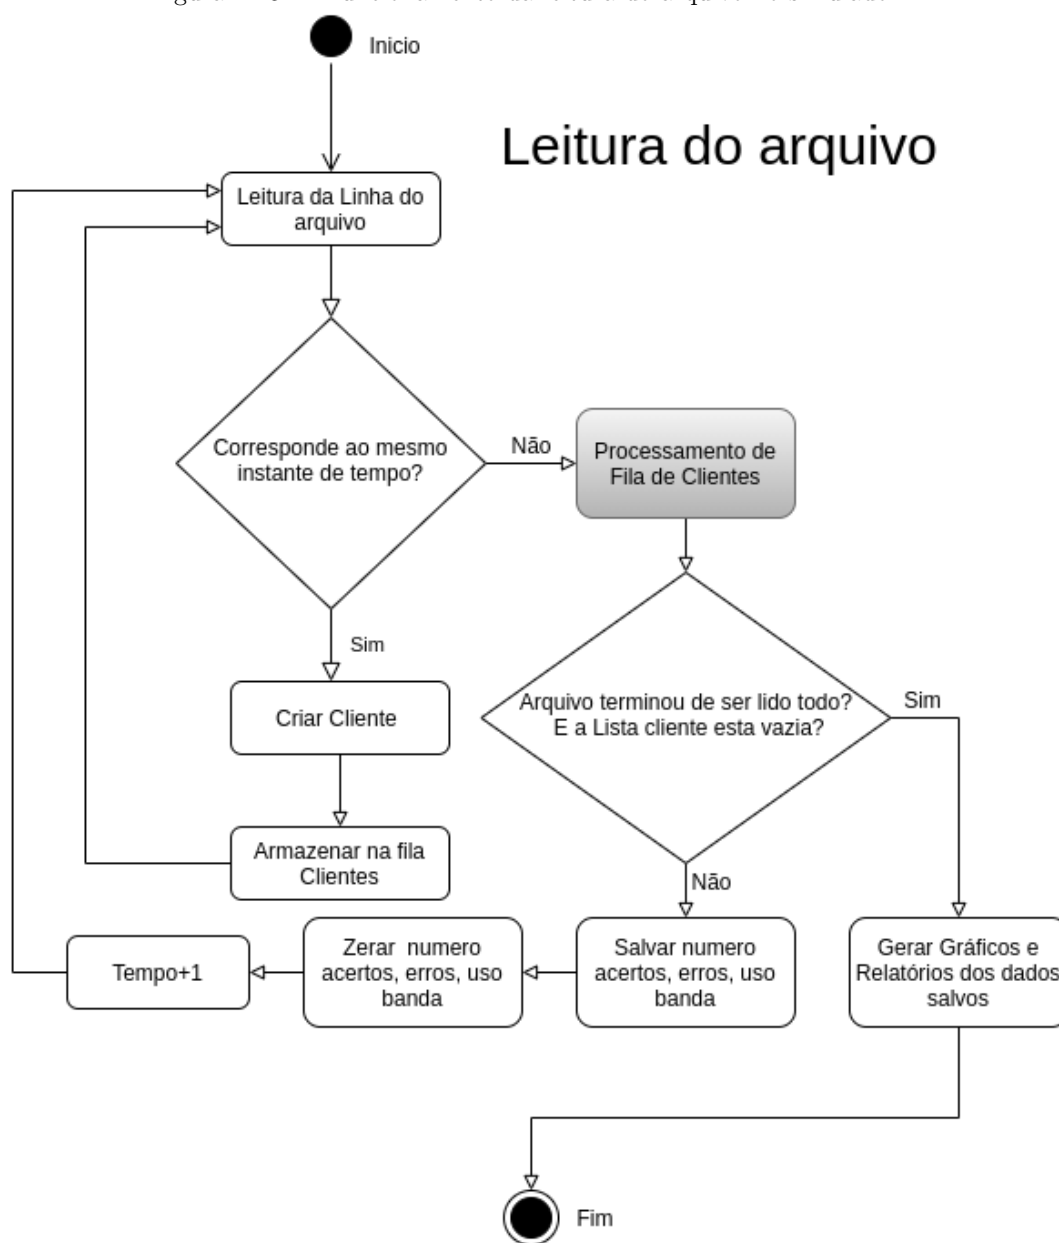 Inicio
Leitura do arquivo
Leitura da Linha do
arquivo
Corresponde ao mesmo
instante de tempo?
Não
Processamento de
Fila de Clientes
Sim
Criar Cliente
Arquivo terminou de ser lido todo?
E a Lista cliente esta vazia?
Sim
Armazenar na fila
Clientes
Não
Tempo+1
Zerar numero
acertos, erros, uso
banda
Salvar numero
acertos, erros, uso
banda
Gerar Gráficos e
Relatórios dos dados
salvos
Fim